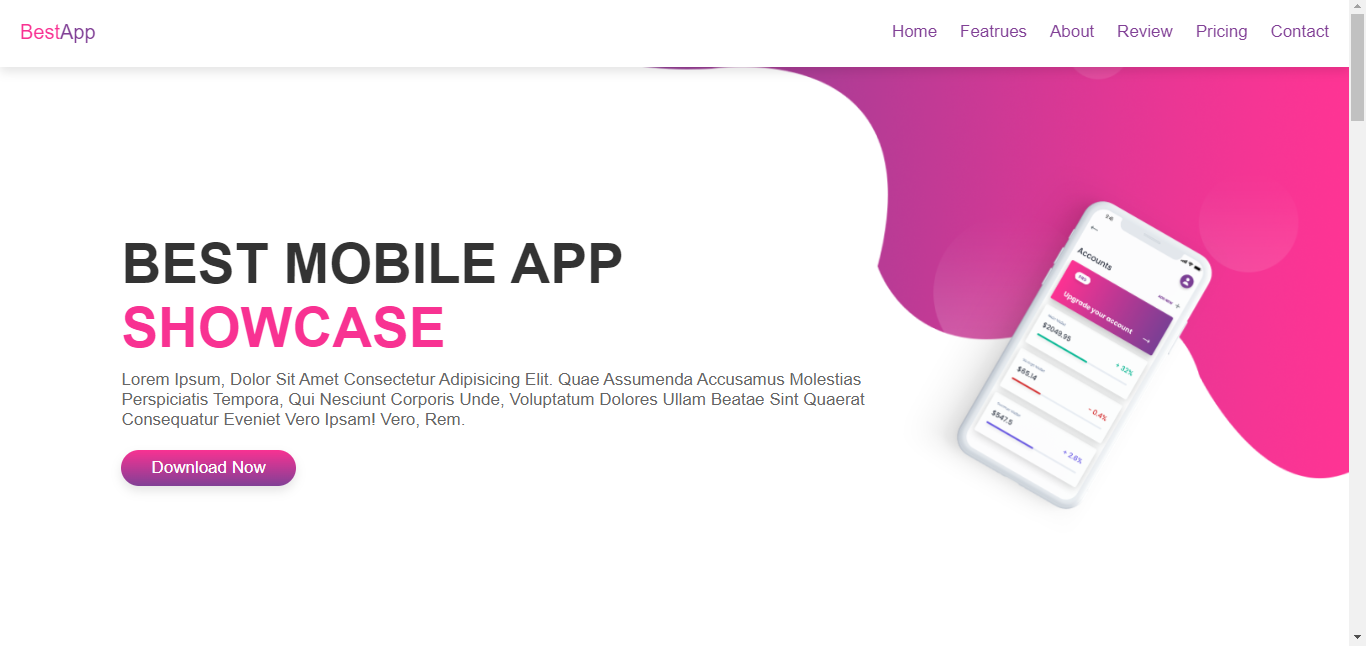 BestApp
Home Featrues About Review Pricing Contact
BEST MOBILE APP
SHOWCASE
Lorem Ipsum, Dolor Sit Amet Consectetur Adipisicing Elit. Quae Assumenda Accusamus Molestias
Perspiciatis Tempora, Qui Nesciunt Corporis Unde, Voluptatum Dolores Ullam Beatae Sint Quaerat
Consequatur Eveniet Vero Ipsam! Vero, Rem.
Download Now
Accounts
Upgrade your account
$2049.95
+ 32%
$65.14
- 0.4%
$547.5
+ 2.8%